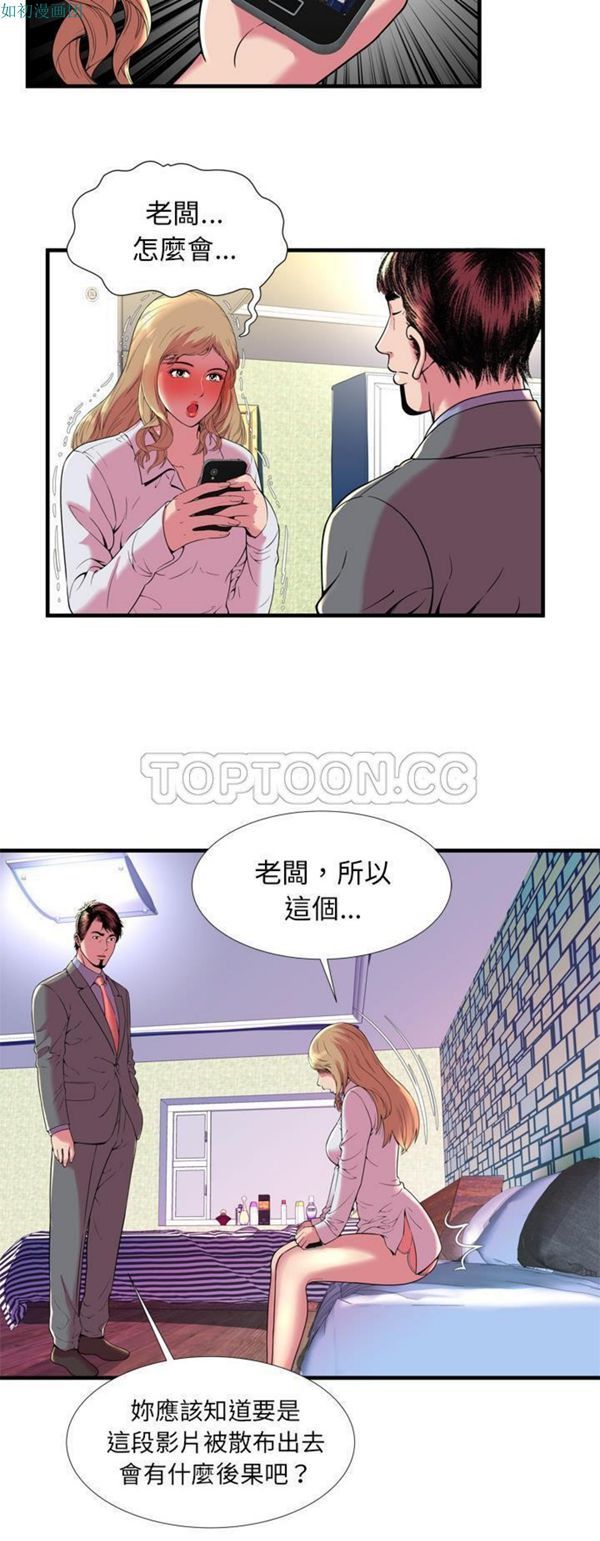 如初漫画团
老闆...
怎麼會...
TOPTOON.CC
老闆，所以
這個...
妳應該知道要是
這段影片被散布出去
會有什麼後果吧？